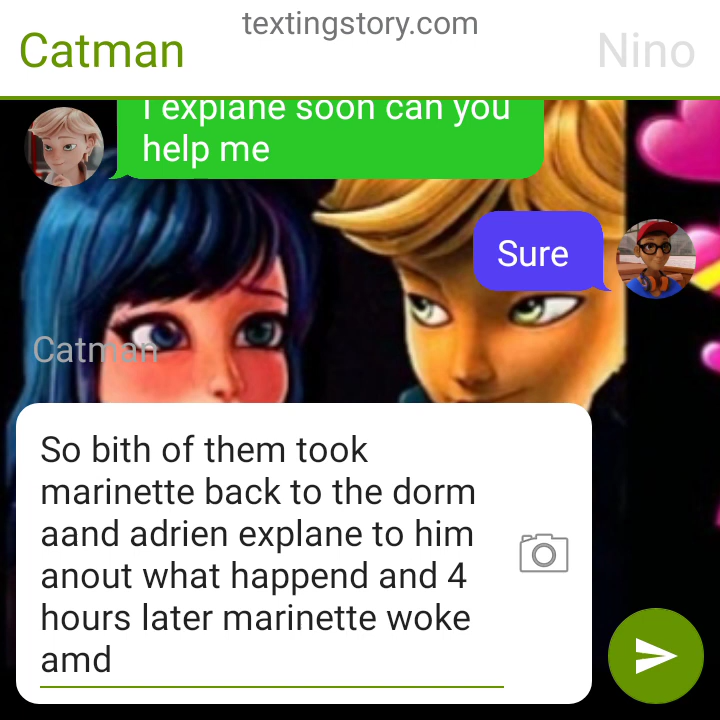 textingstory.com
Catman
Nino
I explane soon can you
help me
Sure
Catman
So bith of them took
marinette back to the dorm
aand adrien explane to him
anout what happend and 4
hours later marinette woke
amd